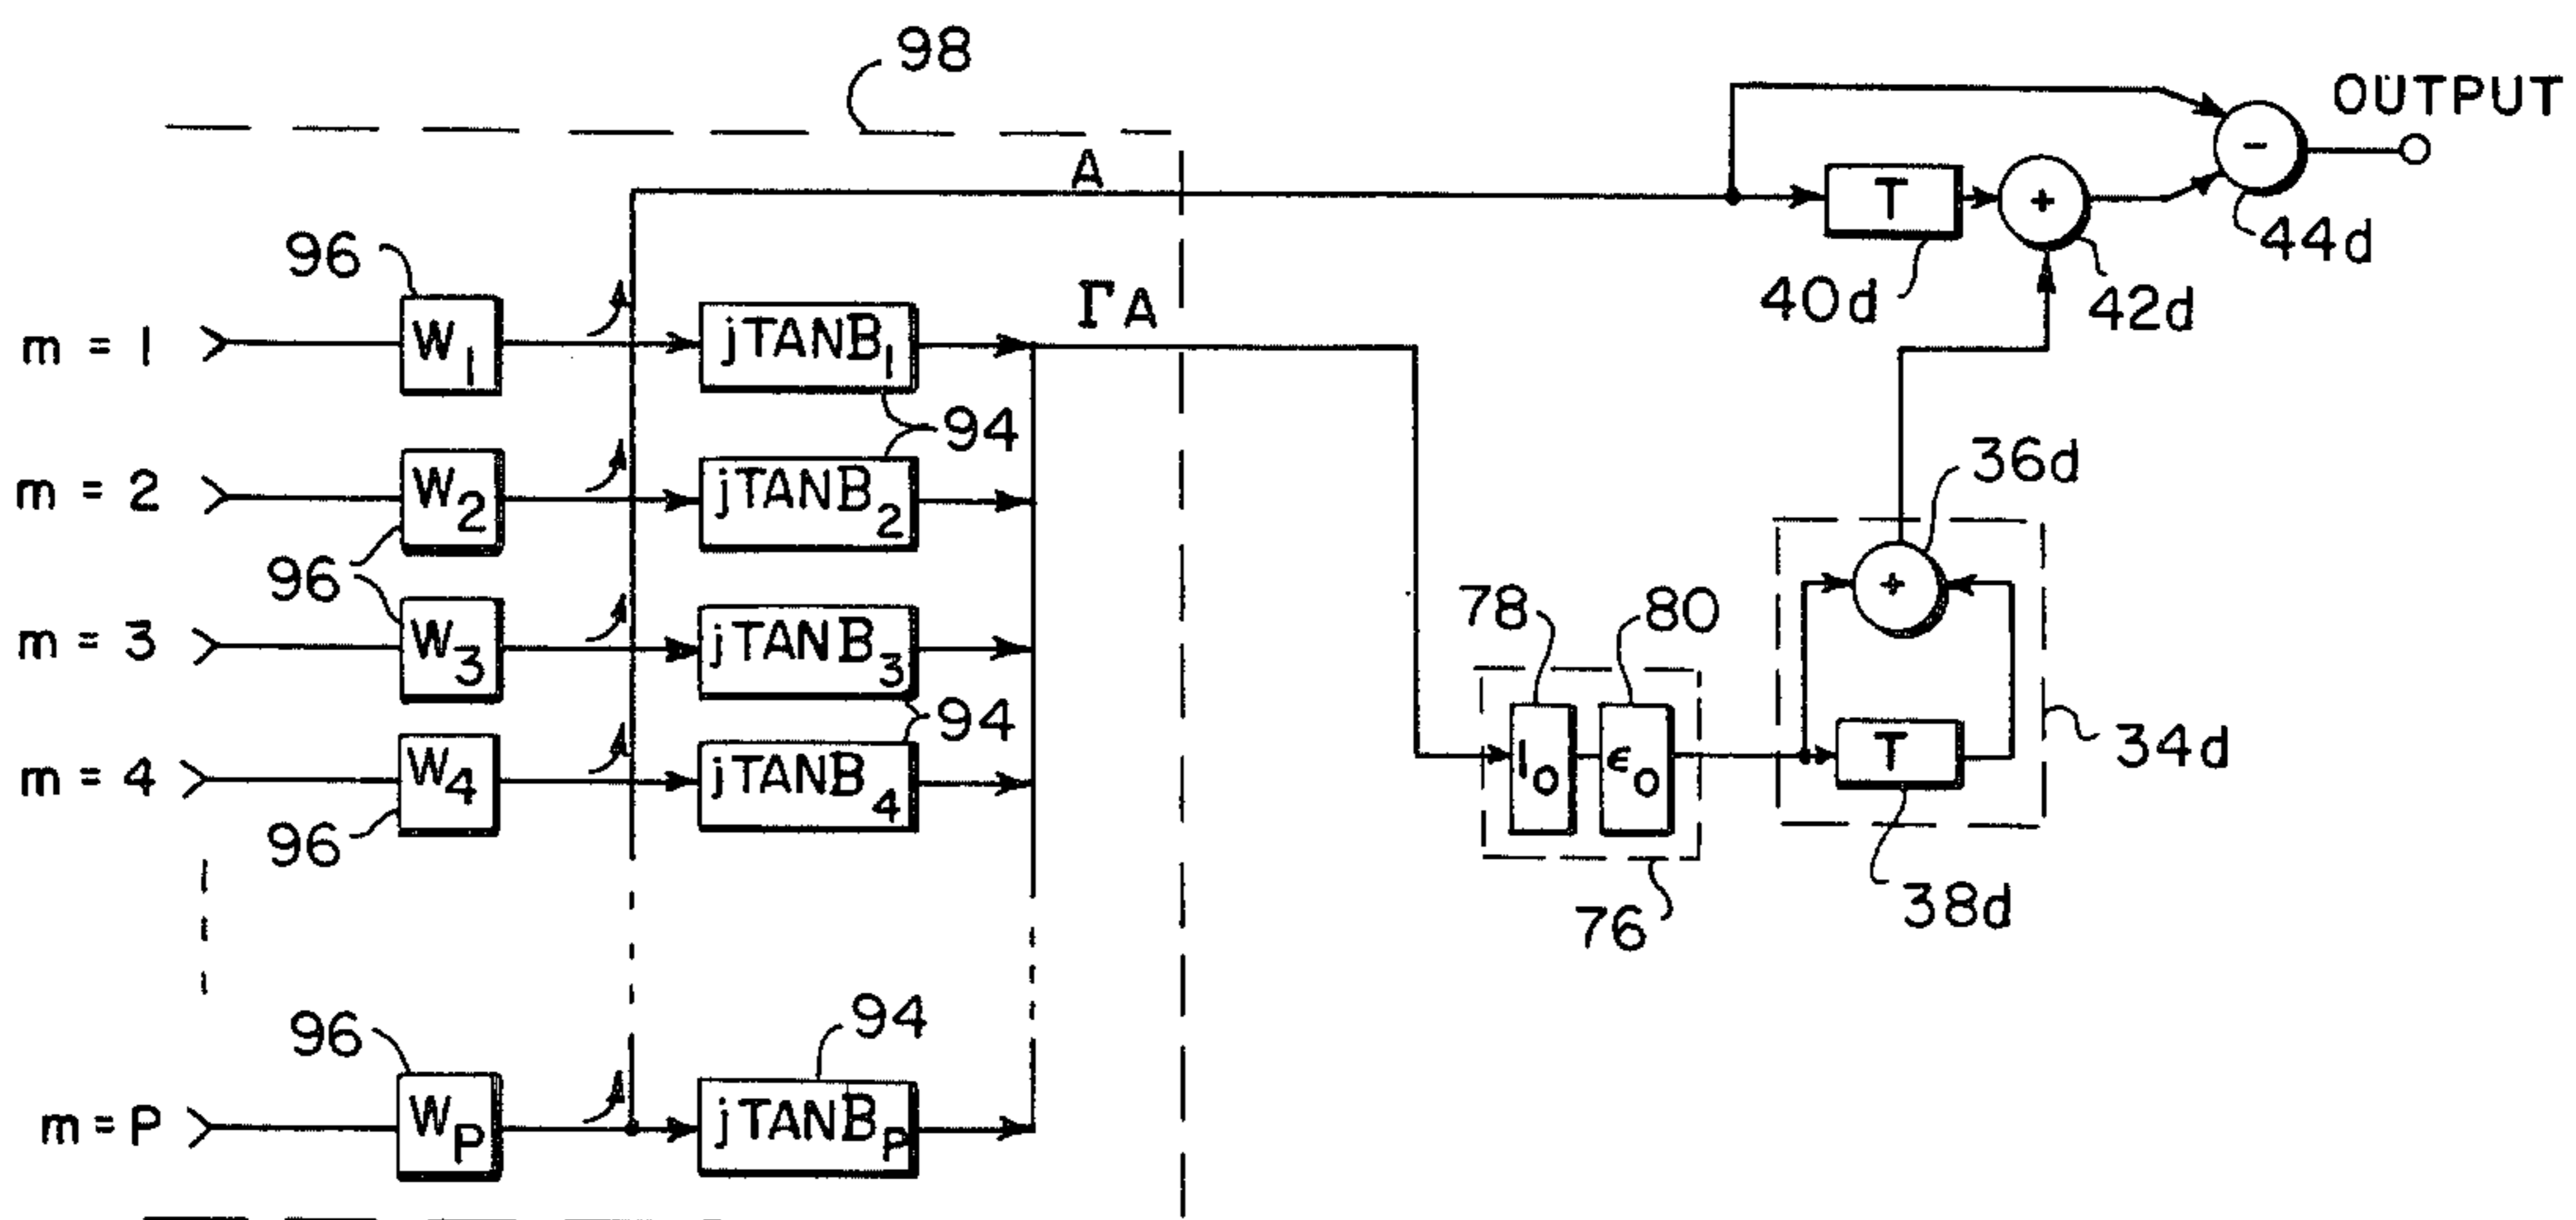 98
OUTPUT
A
-
T
+
44d
96
40d
42d
ΓA
m = 1
W1
jTANB1
94
36d
m = 2
W2
jTANB2
+
96
78
80
m = 3
W3
jTANB3
94
34d
m = 4
W4
jTANB4
I0
ϵ0
T
96
38d
76
96
94
m = P
WP
jTANBP